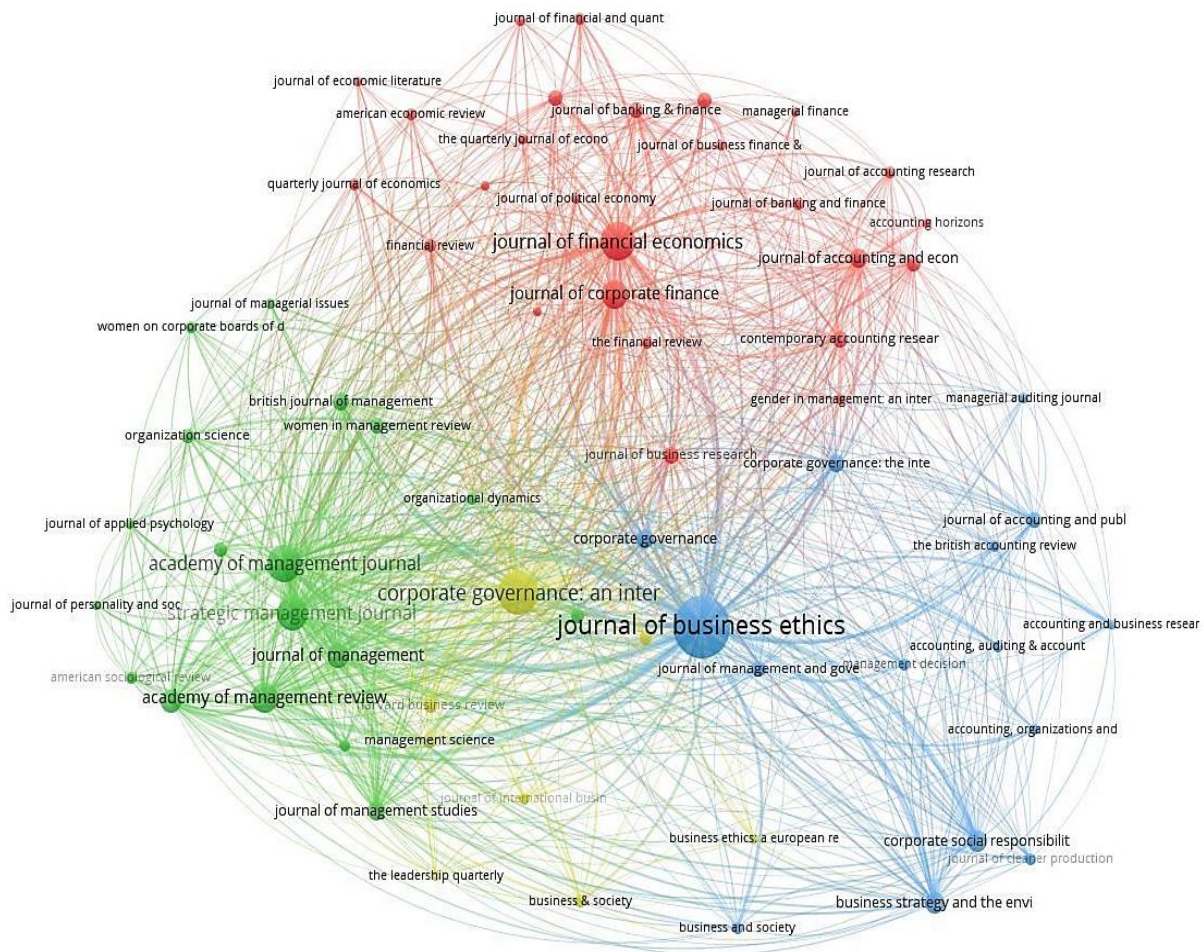 journal of financial and quant
journal of economic literature
american economic review
journal of banking & finance
managerial finance
the quarterly journal of econo
journal of business finance &
journal of accounting research
quarterly journal of economics
journal of political economy
journal of banking and finance
accounting horizons
financial review
journal of financial economics
journal of accounting and econ
journal of corporate finance
journal of managerial issues
women on corporate boards of d
the financial review
contemporary accounting resear
british journal of management
gender in management: an inter
managerial auditing journal
women in management review
organization science
journal of business research
corporate governance: the inte
organizational dynamics
journal of applied psychology
corporate governance
journal of accounting and publ
the british accounting review
academy of management journal
corporate governance: an inter
journal of personality and soc
strategic management journal
journal of business ethics
accounting and business resear
journal of management
accounting, auditing & account
journal of management and gove
management decision
american sociological review
academy of management review
harvard business review
management science
accounting, organizations and
journal of international busin
journal of management studies
business ethics: a european re
corporate social responsibilit
journal of cleaner production
the leadership quarterly
business & society
business strategy and the envi
business and society